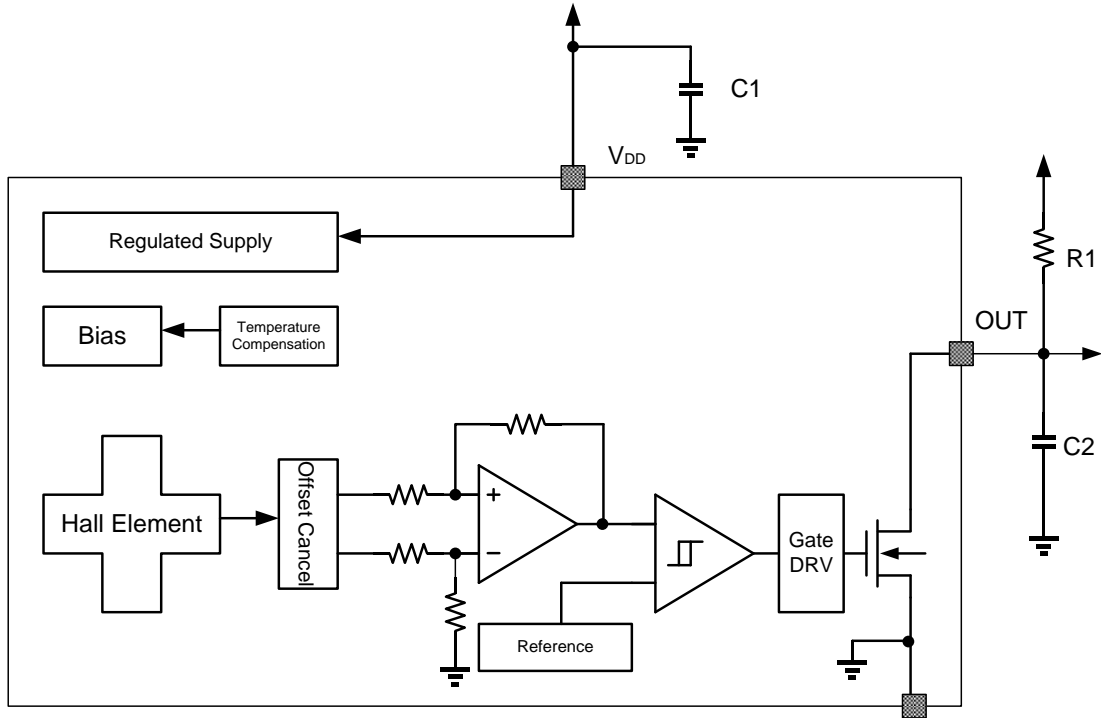 C1
VDD
Regulated Supply
R1
Bias
Temperature
Compensation
OUT
C2
Hall Element
Offset Cancel
+
−
Gate
DRV
Reference